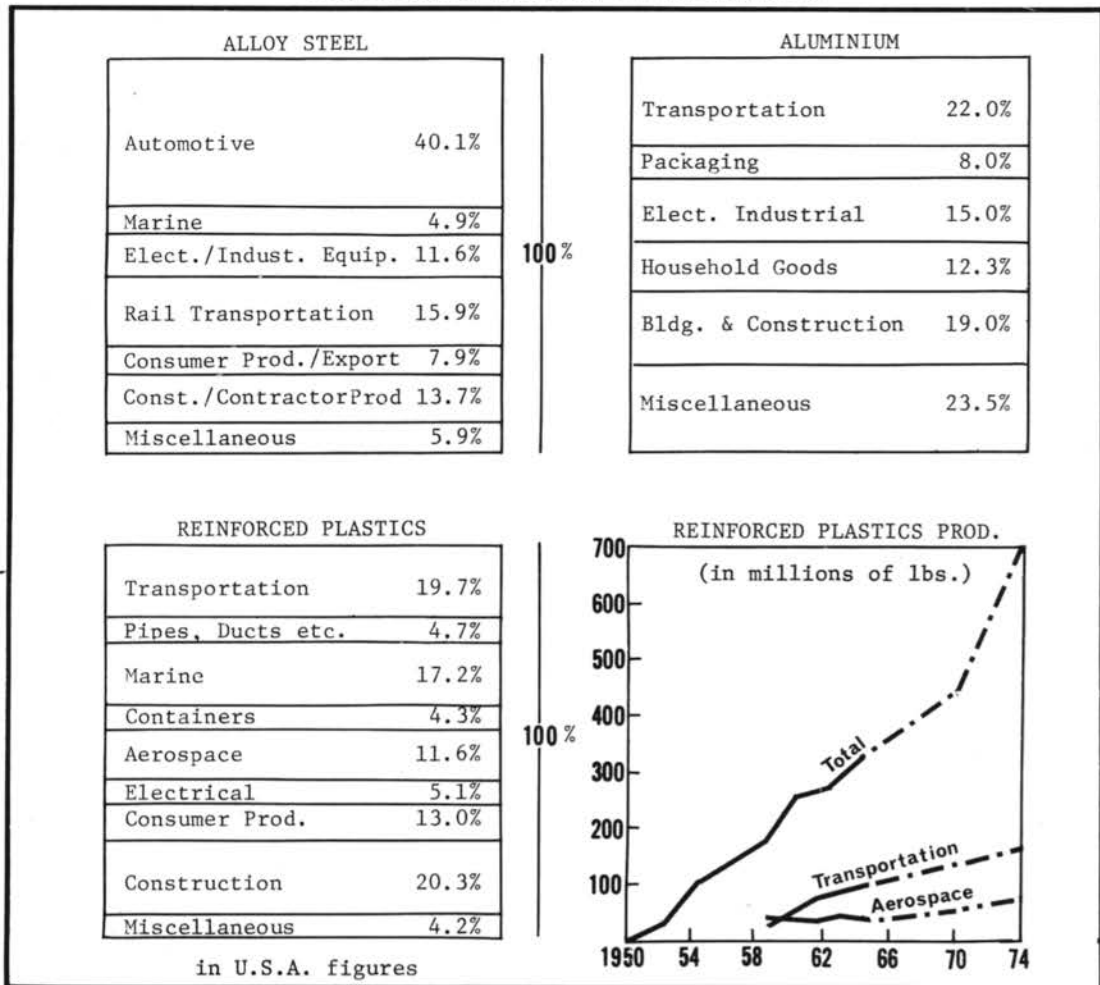 ALLOY STEEL
Automotive 40.1%
Marine 4.9%
Elect./Indust. Equip. 11.6%
Rail Transportation 15.9%
Consumer Prod./Export 7.9%
Const./ContractorProd 13.7%
Miscellaneous 5.9%
100%
ALUMINIUM
Transportation 22.0%
Packaging 8.0%
Elect. Industrial 15.0%
Household Goods 12.3%
Bldg. & Construction 19.0%
Miscellaneous 23.5%
REINFORCED PLASTICS
Transportation 19.7%
Pipes, Ducts etc. 4.7%
Marine 17.2%
Containers 4.3%
Aerospace 11.6%
Electrical 5.1%
Consumer Prod. 13.0%
Construction 20.3%
Miscellaneous 4.2%
in U.S.A. figures
100%
REINFORCED PLASTICS PROD.
(in millions of lbs.)
700
600
500
400
300
200
100
Total
Transportation
Aerospace
1950 54 58 62 66 70 74